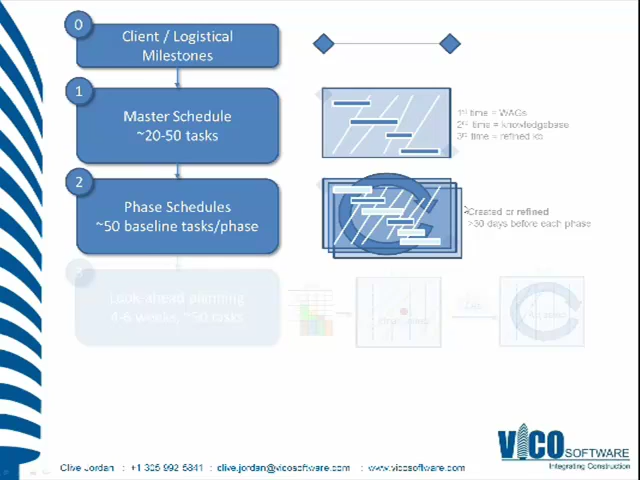 0
Client / Logistical
Milestones
1
Master Schedule
~20-50 tasks
1st time = WAGs
2nd time = knowledgebase
3rd time = refined kb
2
Phase Schedules
~50 baseline tasks/phase
Created or refined
>30 days before each phase
3
Look ahead planning
4-6 weeks, ~50 tasks
VICO SOFTWARE
Integrating Construction
Clive Jordan : +1 305 992 5841 : clive.jordan@vicosoftware.com : www.vicosoftware.com